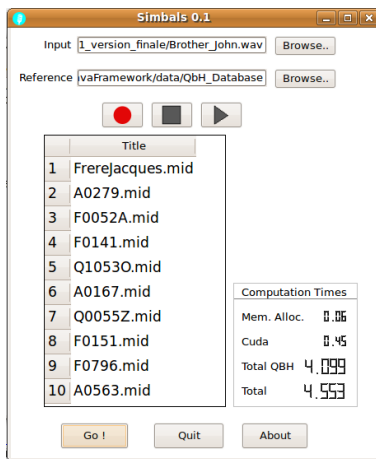 Simbals 0.1
Input 1_version_finale/Brother_John.wav Browse..
Reference vaFramework/data/QbH_Database Browse..
Title
1 FrereJacques.mid
2 A0279.mid
3 F0052A.mid
4 F0141.mid
5 Q1053O.mid
6 A0167.mid
7 Q0055Z.mid
8 F0151.mid
9 F0796.mid
10 A0563.mid
Computation Times
Mem. Alloc. 0.06
Cuda 0.45
Total QBH 4.099
Total 4.553
Go ! Quit About